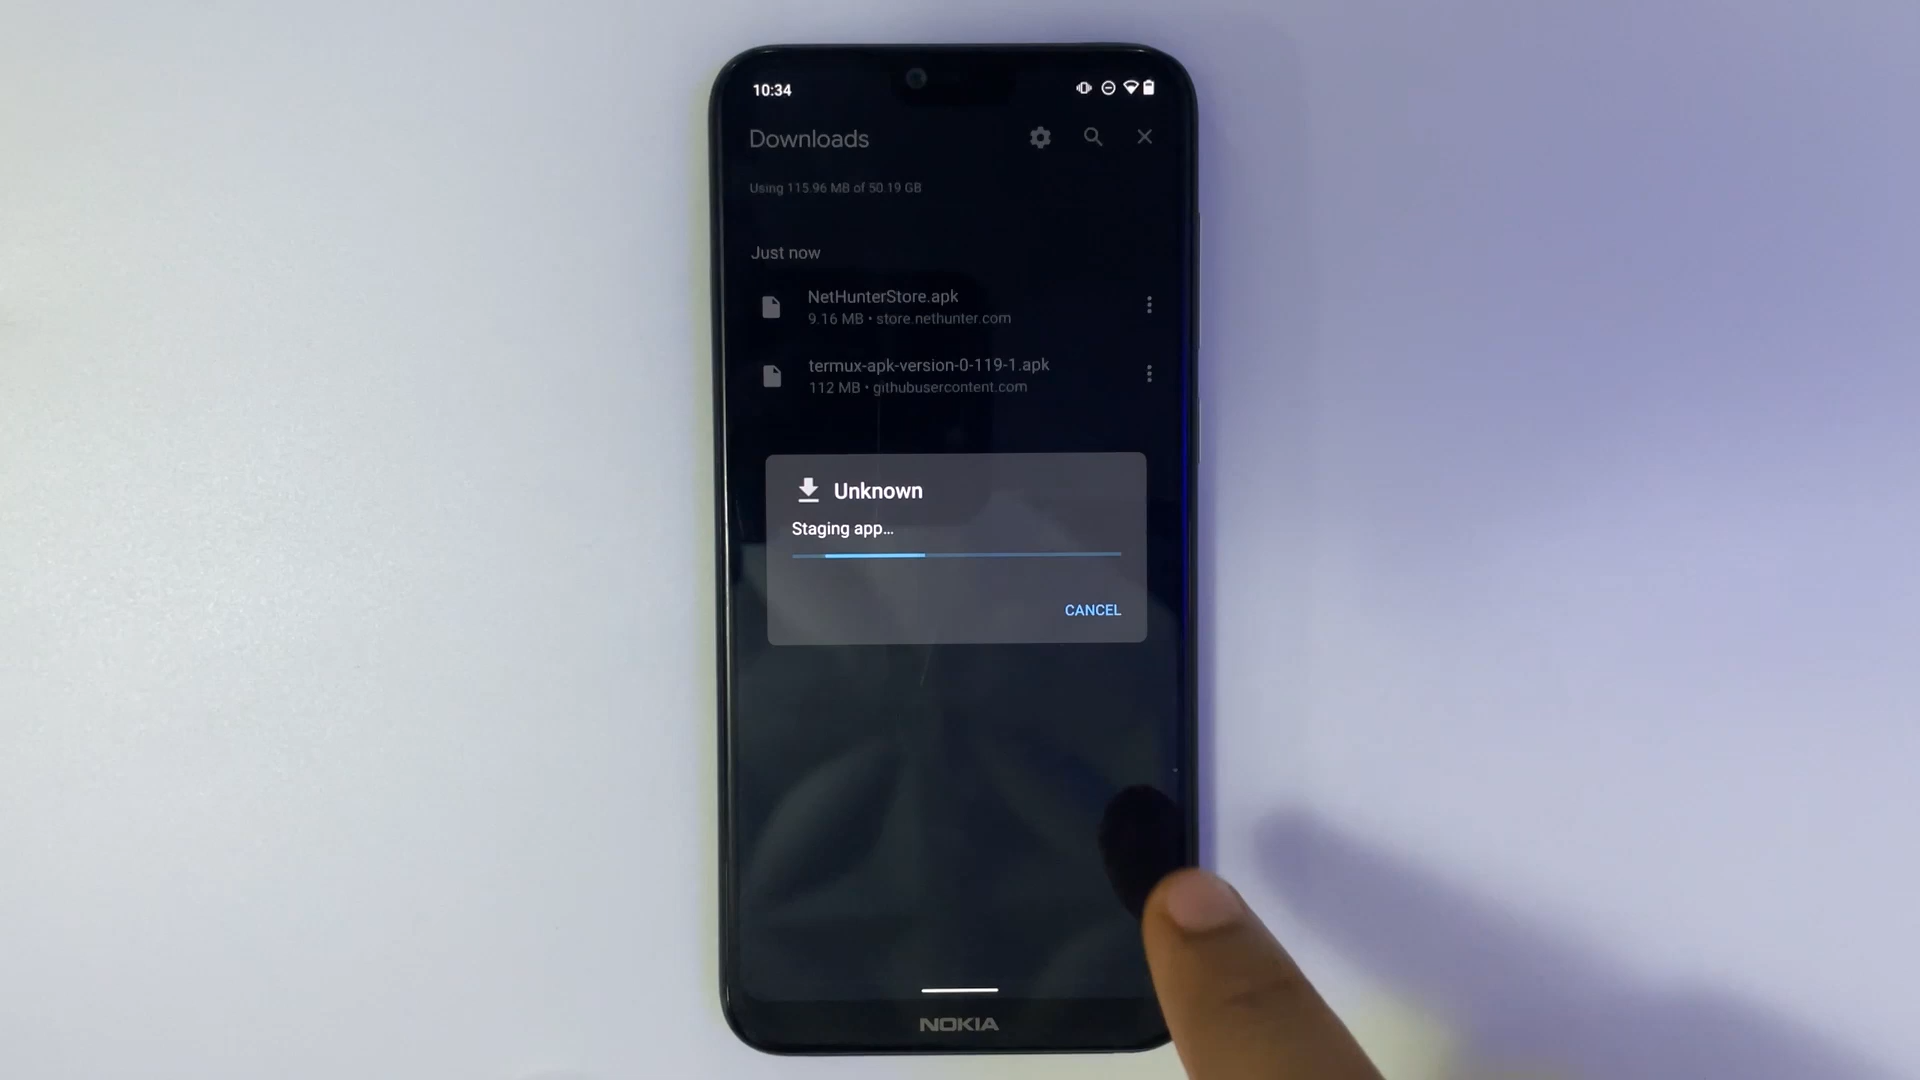 10:34
Downloads
Using 115.96 MB of 50.19 GB
Just now
NetHunterStore.apk
9.16 MB • store.nethunter.com
termux-apk-version-0-119-1.apk
112 MB • githubusercontent.com
Unknown
Staging app...
CANCEL
NOKIA